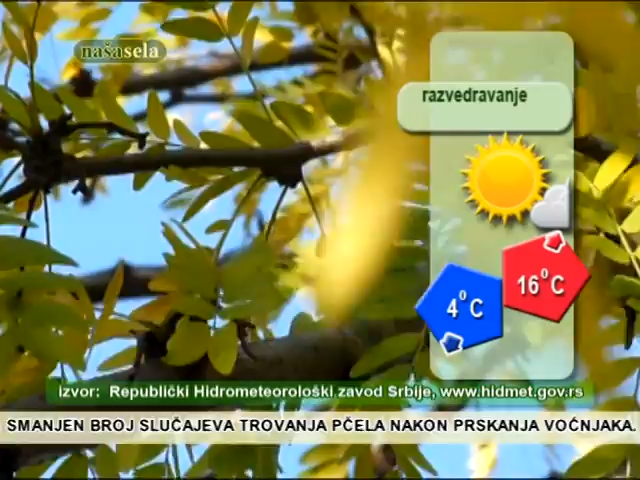 našasela
razvedravanje
16°C
4°C
izvor: Republički Hidrometeorološki zavod Srbije, www.hidmet.gov.rs
SMANJEN BROJ SLUČAJEVA TROVANJA PČELA NAKON PRSKANJA VOĆNJAKA.